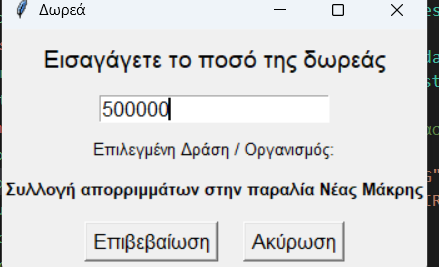 Δωρεά
Εισαγάγετε το ποσό της δωρεάς
500000
Επιλεγμένη Δράση / Οργανισμός:
Συλλογή απορριμμάτων στην παραλία Νέας Μάκρης
Επιβεβαίωση Ακύρωση